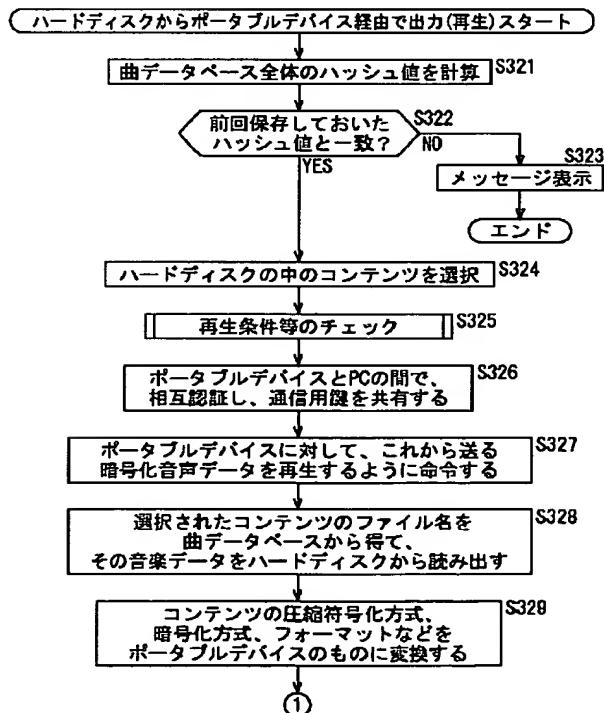 ハードディスクからポータブルデバイス経由で出力(再生)スタート
曲データベース全体のハッシュ値を計算
S321
前回保存しておいた
ハッシュ値と一致?
S322
NO
YES
S323
メッセージ表示
エンド
ハードディスクの中のコンテンツを選択
S324
再生条件等のチェック
S325
ポータブルデバイスとPCの間で、
相互認証し、通信用鍵を共有する
S326
ポータブルデバイスに対して、これから送る
暗号化音声データを再生するように命令する
S327
選択されたコンテンツのファイル名を
曲データベースから得て、
その音楽データをハードディスクから読み出す
S328
コンテンツの圧縮符号化方式、
暗号化方式、フォーマットなどを
ポータブルデバイスのものに変換する
S329
1